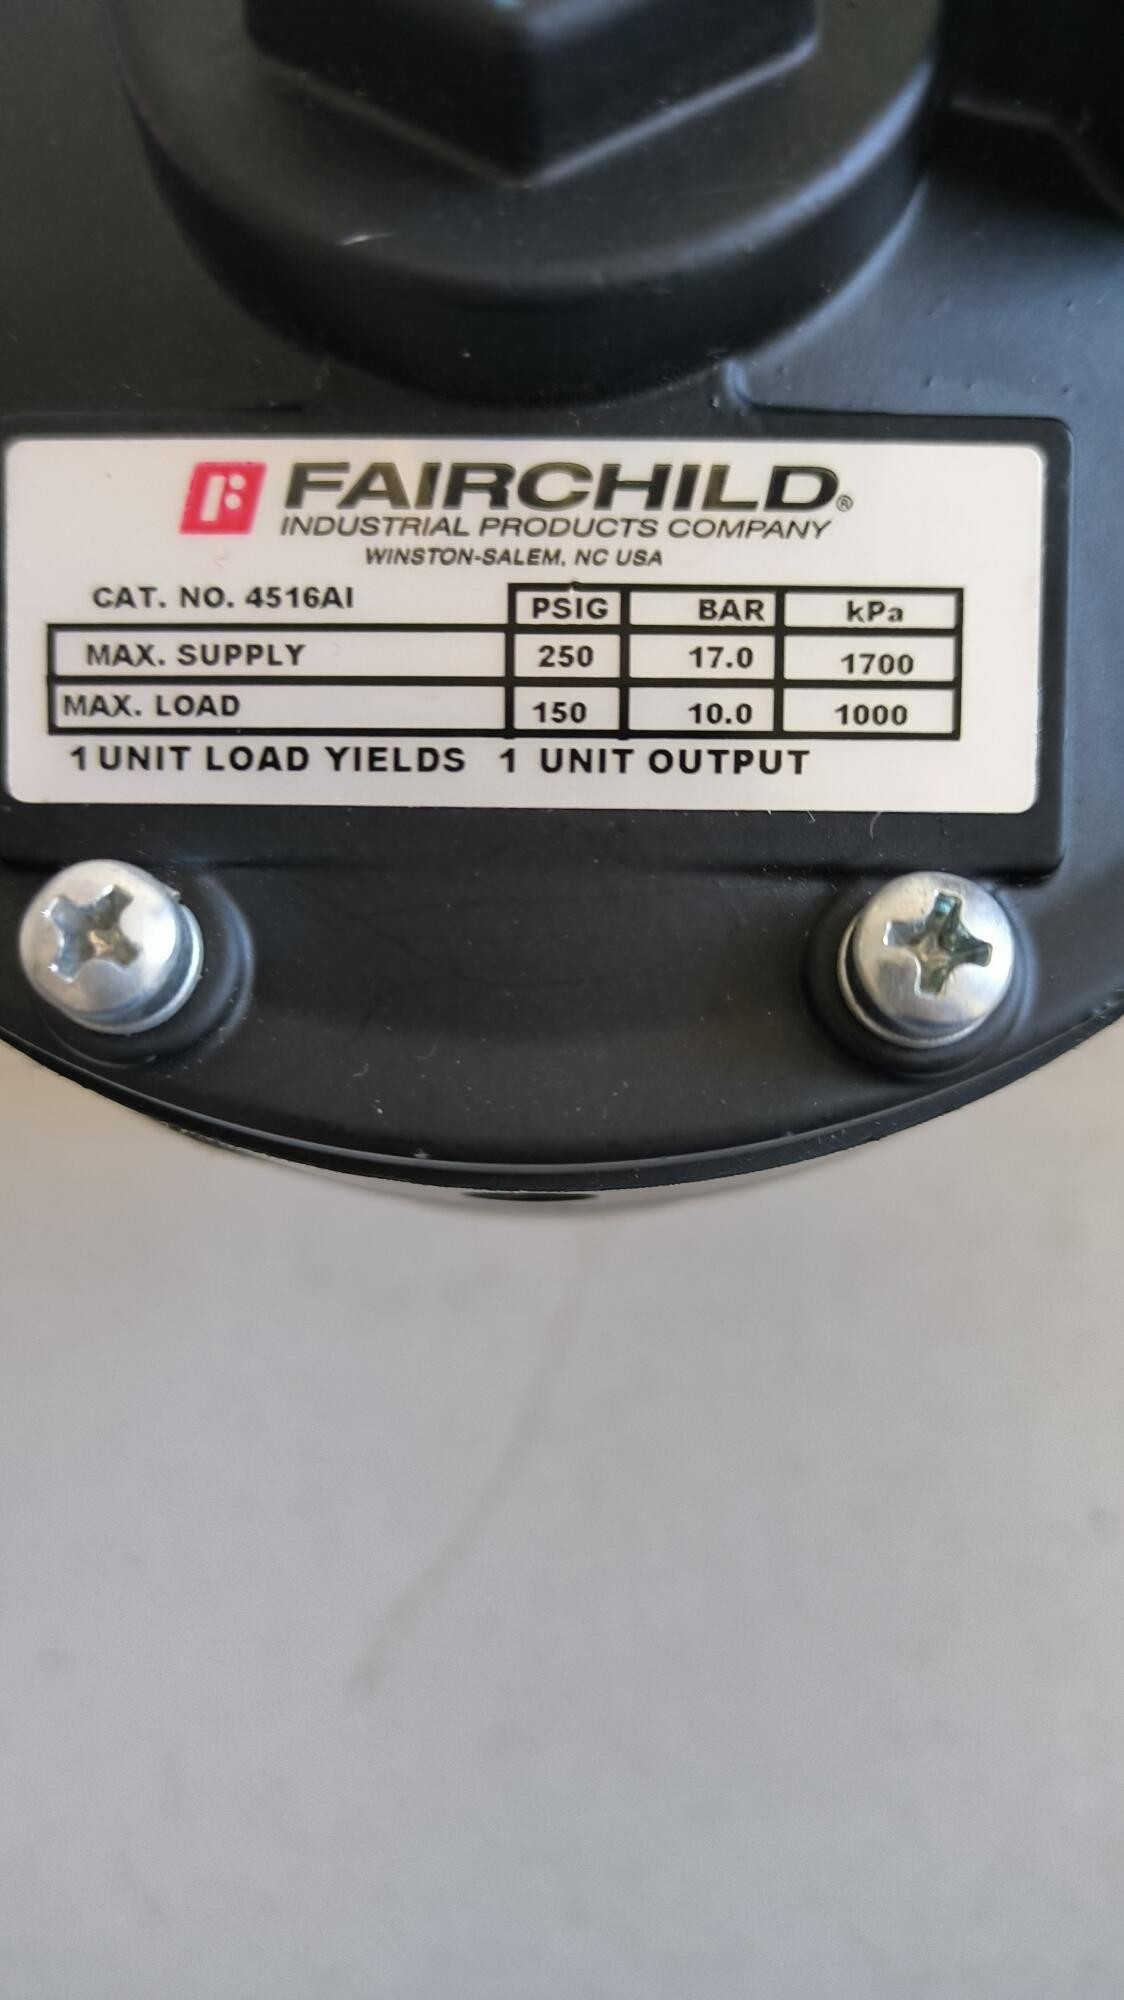 FAIRCHILD®
INDUSTRIAL PRODUCTS COMPANY
WINSTON-SALEM, NC USA
CAT. NO. 4516AI PSIG BAR kPa
MAX. SUPPLY 250 17.0 1700
MAX. LOAD 150 10.0 1000
1 UNIT LOAD YIELDS 1 UNIT OUTPUT